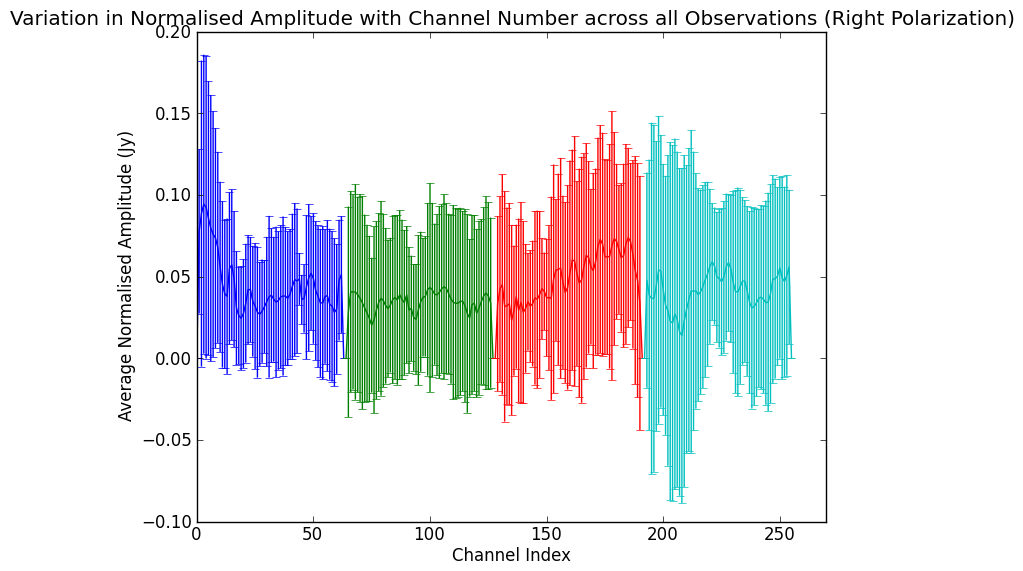 Variation in Normalised Amplitude with Channel Number across all Observations (Right Polarization)
0.20
0.15
0.10
0.05
0.00
−0.05
−0.10
Average Normalised Amplitude (Jy)
0 50 100 150 200 250
Channel Index